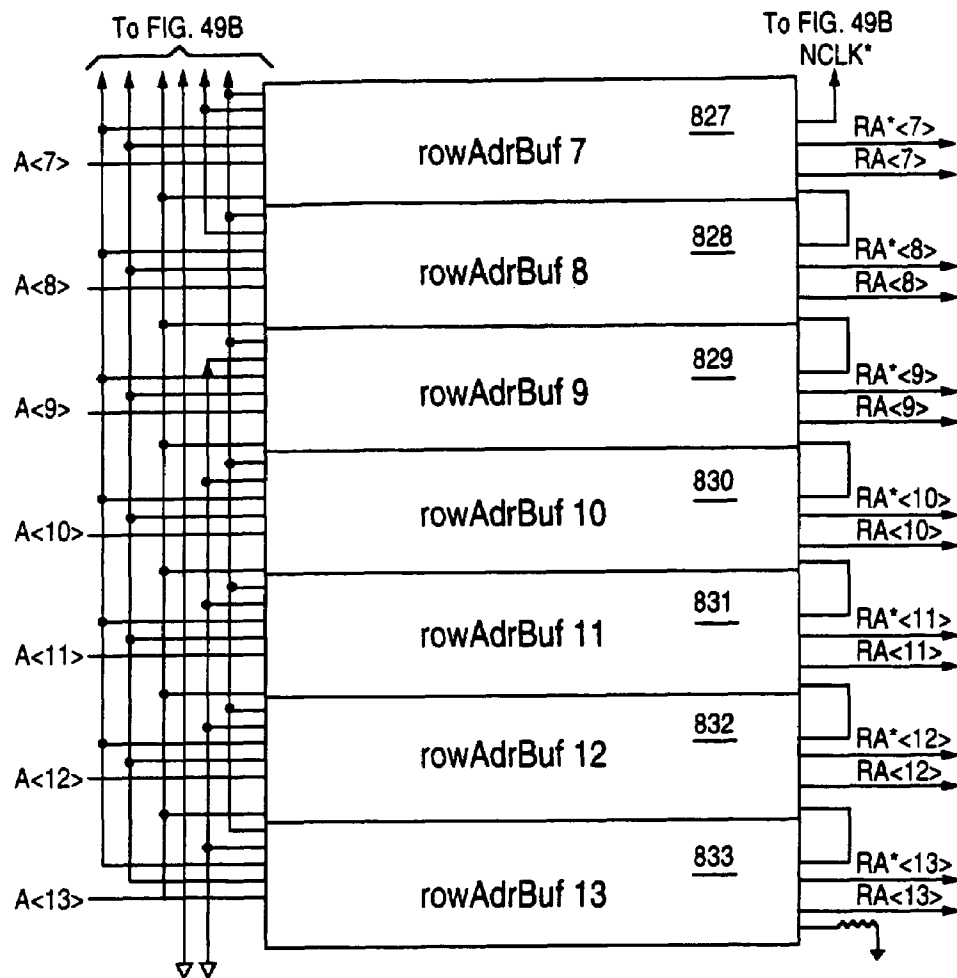 To FIG. 49B
To FIG. 49B
NCLK*
827
rowAdrBuf 7
A<7>
RA*<7>
RA<7>
828
rowAdrBuf 8
A<8>
RA*<8>
RA<8>
829
rowAdrBuf 9
A<9>
RA*<9>
RA<9>
830
rowAdrBuf 10
A<10>
RA*<10>
RA<10>
831
rowAdrBuf 11
A<11>
RA*<11>
RA<11>
832
rowAdrBuf 12
A<12>
RA*<12>
RA<12>
833
rowAdrBuf 13
A<13>
RA*<13>
RA<13>